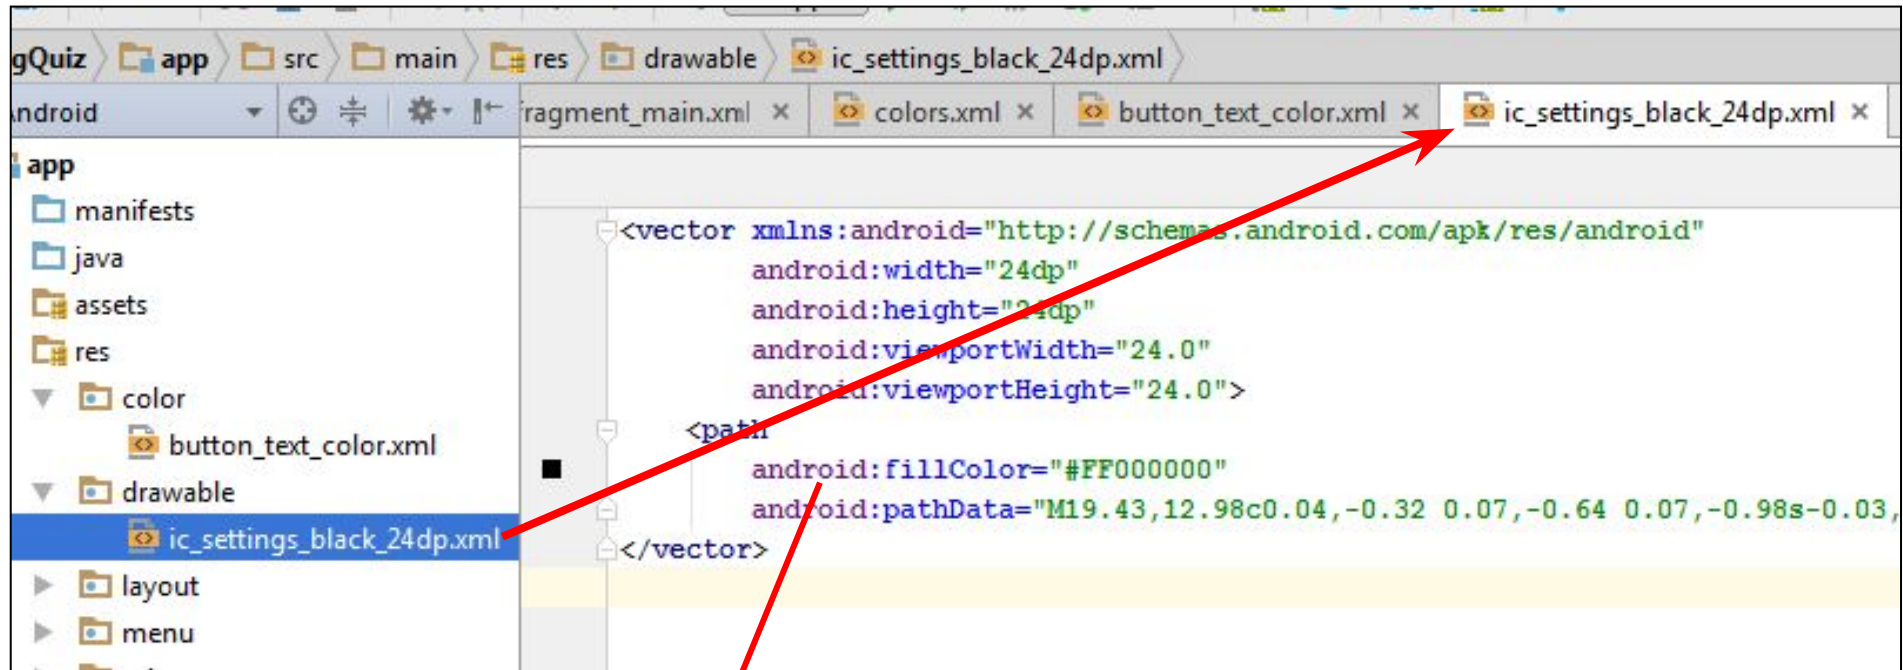 gQuiz app src main res drawable ic_settings_black_24dp.xml
ndroid
ragment_main.xml × colors.xml × button_text_color.xml × ic_settings_black_24dp.xml ×
app
manifests
java
assets
res
color
button_text_color.xml
drawable
ic_settings_black_24dp.xml
layout
menu
<vector xmlns:android="http://schemas.android.com/apk/res/android"
android:width="24dp"
android:height="24dp"
android:viewportWidth="24.0"
android:viewportHeight="24.0">
<path
android:fillColor="#FF000000"
android:pathData="M19.43,12.98c0.04,-0.32 0.07,-0.64 0.07,-0.98s-0.03,
</vector>